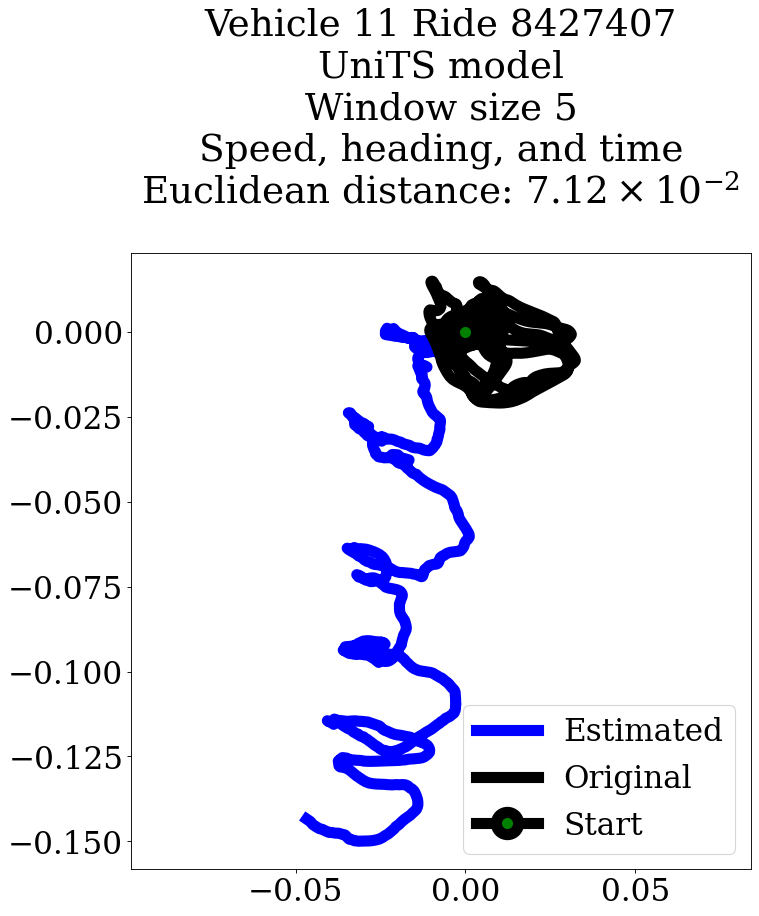 Vehicle 11 Ride 8427407
UniTS model
Window size 5
Speed, heading, and time
Euclidean distance: 7.12 × 10⁻²
0.000
−0.025
−0.050
−0.075
−0.100
−0.125
−0.150
Estimated
Original
Start
−0.05
0.00
0.05